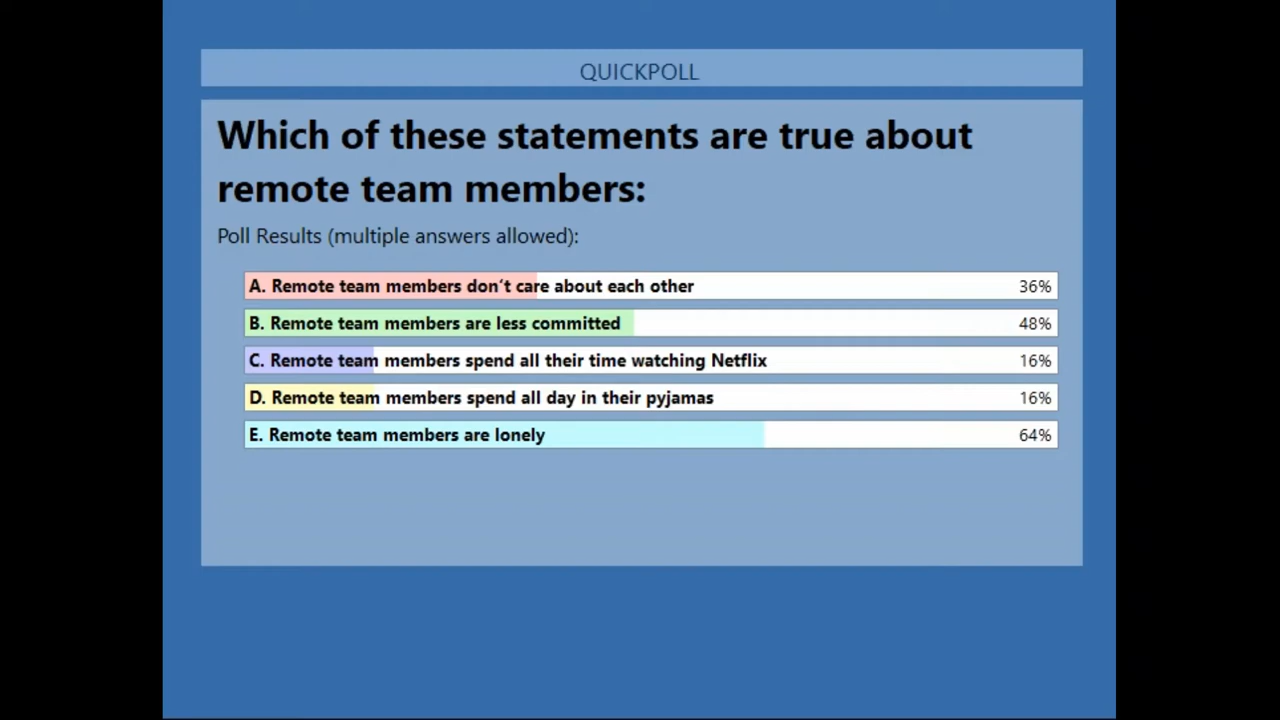 QUICKPOLL
Which of these statements are true about
remote team members:
Poll Results (multiple answers allowed):
A. Remote team members don‘t care about each other 36%
B. Remote team members are less committed 48%
C. Remote team members spend all their time watching Netflix 16%
D. Remote team members spend all day in their pyjamas 16%
E. Remote team members are lonely 64%